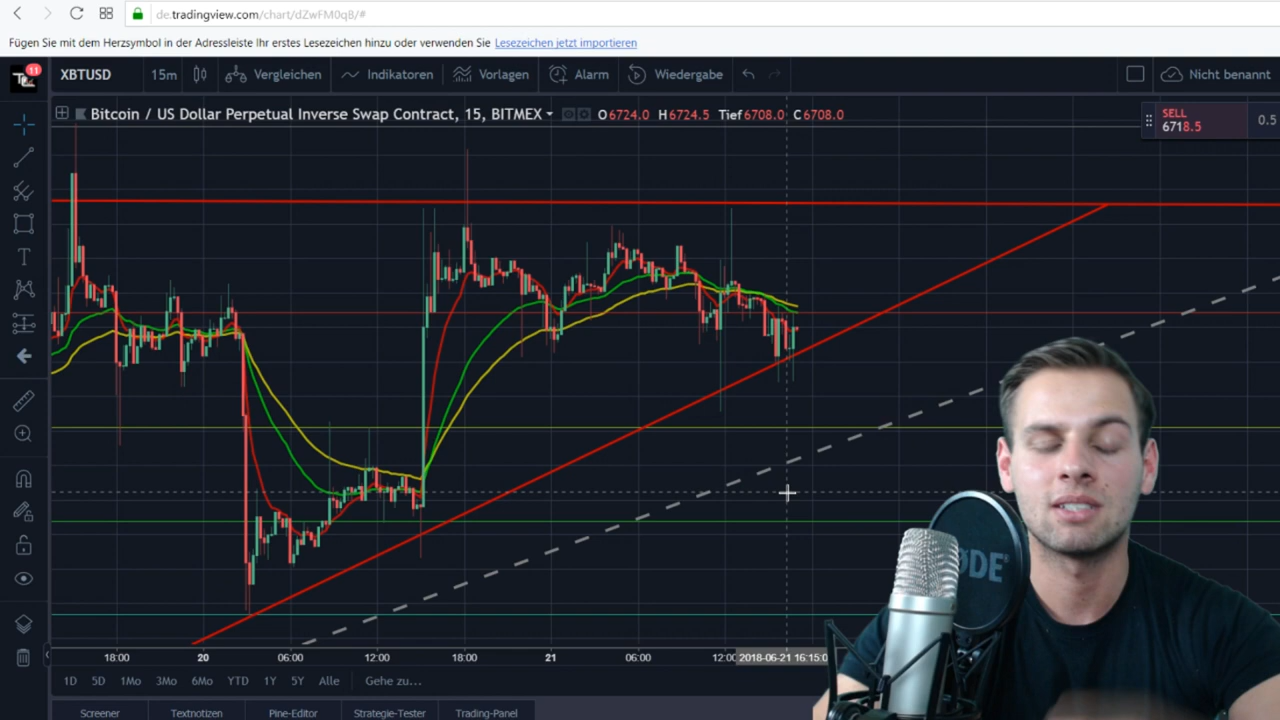 de.tradingview.com/chart/dZwFM0qB/#
Fügen Sie mit dem Herzsymbol in der Adressleiste Ihr erstes Lesezeichen hinzu oder verwenden Sie Lesezeichen jetzt importieren
11
XBTUSD 15m Vergleichen Indikatoren Vorlagen Alarm Wiedergabe Nicht benannt
Bitcoin / US Dollar Perpetual Inverse Swap Contract, 15, BITMEX O6724.0 H6724.5 Tief6708.0 C6708.0
SELL
6718.5
0.5
T
RØDE
18:00 20 06:00 12:00 18:00 21 06:00 12:00 2018-06-21 16:15:0
1D 5D 1Mo 3Mo 6Mo YTD 1Y 5Y Alle Gehe zu...
Screener Textnotizen Pine-Editor Strategie-Tester Trading-Panel